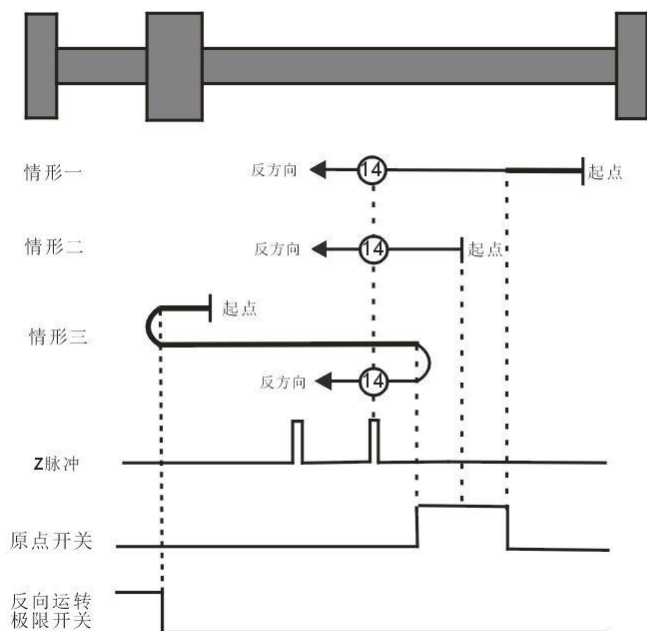 情形一
反方向
14
起点
情形二
反方向
14
起点
起点
情形三
反方向
14
Z脉冲
原点开关
反向运转
极限开关